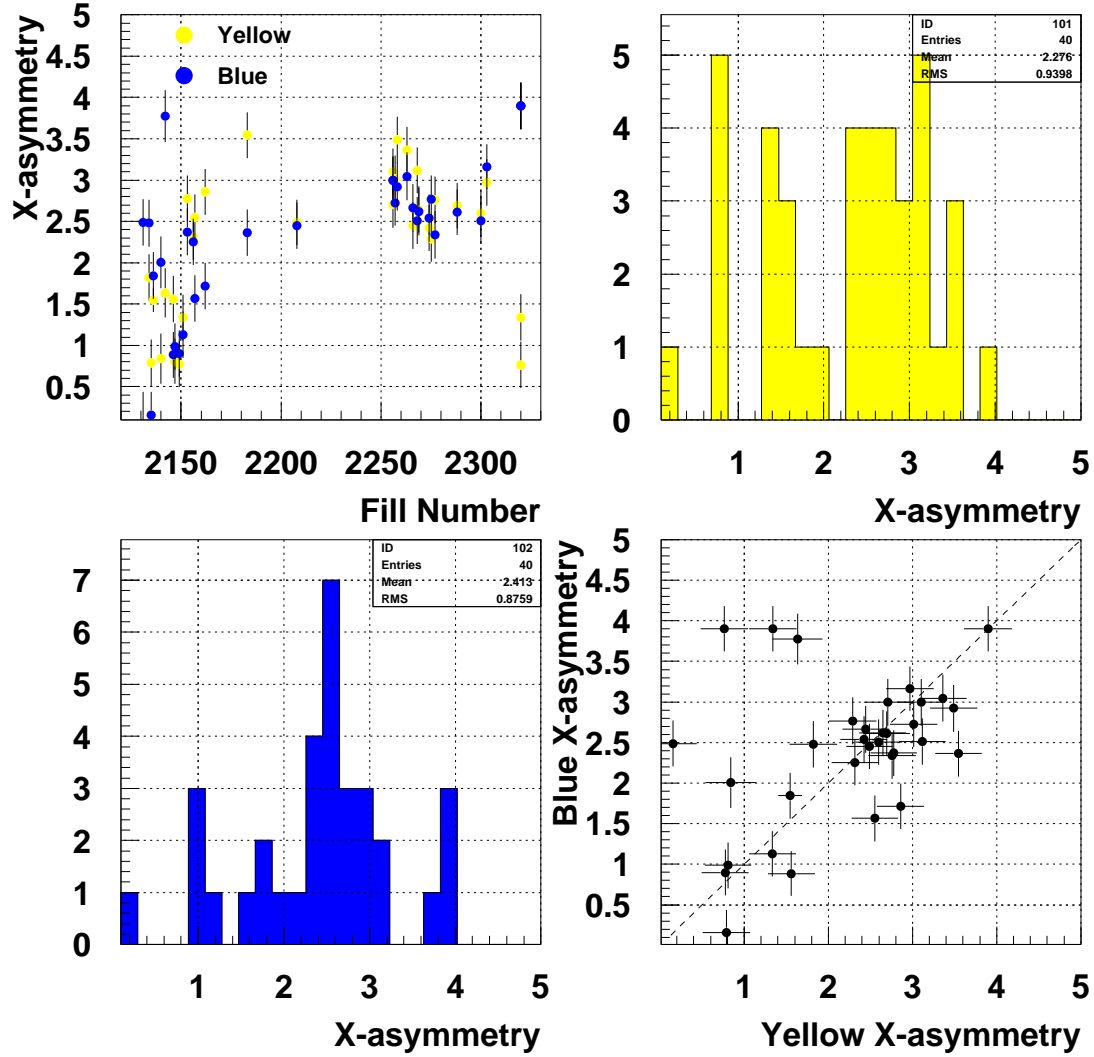 X-asymmetry
5
4.5
4
3.5
3
2.5
2
1.5
1
0.5
Yellow
Blue
2150 2200 2250 2300
Fill Number
ID 101
Entries 40
Mean 2.276
RMS 0.9398
5
4
3
2
1
0
1 2 3 4 5
X-asymmetry
ID 102
Entries 40
Mean 2.413
RMS 0.8759
7
6
5
4
3
2
1
0
1 2 3 4 5
X-asymmetry
Blue X-asymmetry
5
4.5
4
3.5
3
2.5
2
1.5
1
0.5
1 2 3 4 5
Yellow X-asymmetry